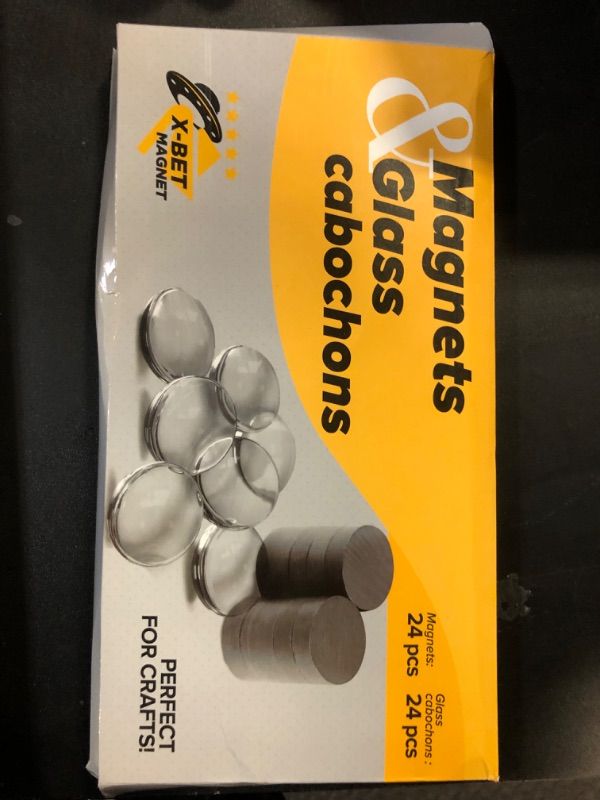 Magnets
& Glass
cabochons
X-BET
MAGNET
Magnets:
24 pcs
Glass
cabochons :
24 pcs
PERFECT
FOR CRAFTS!